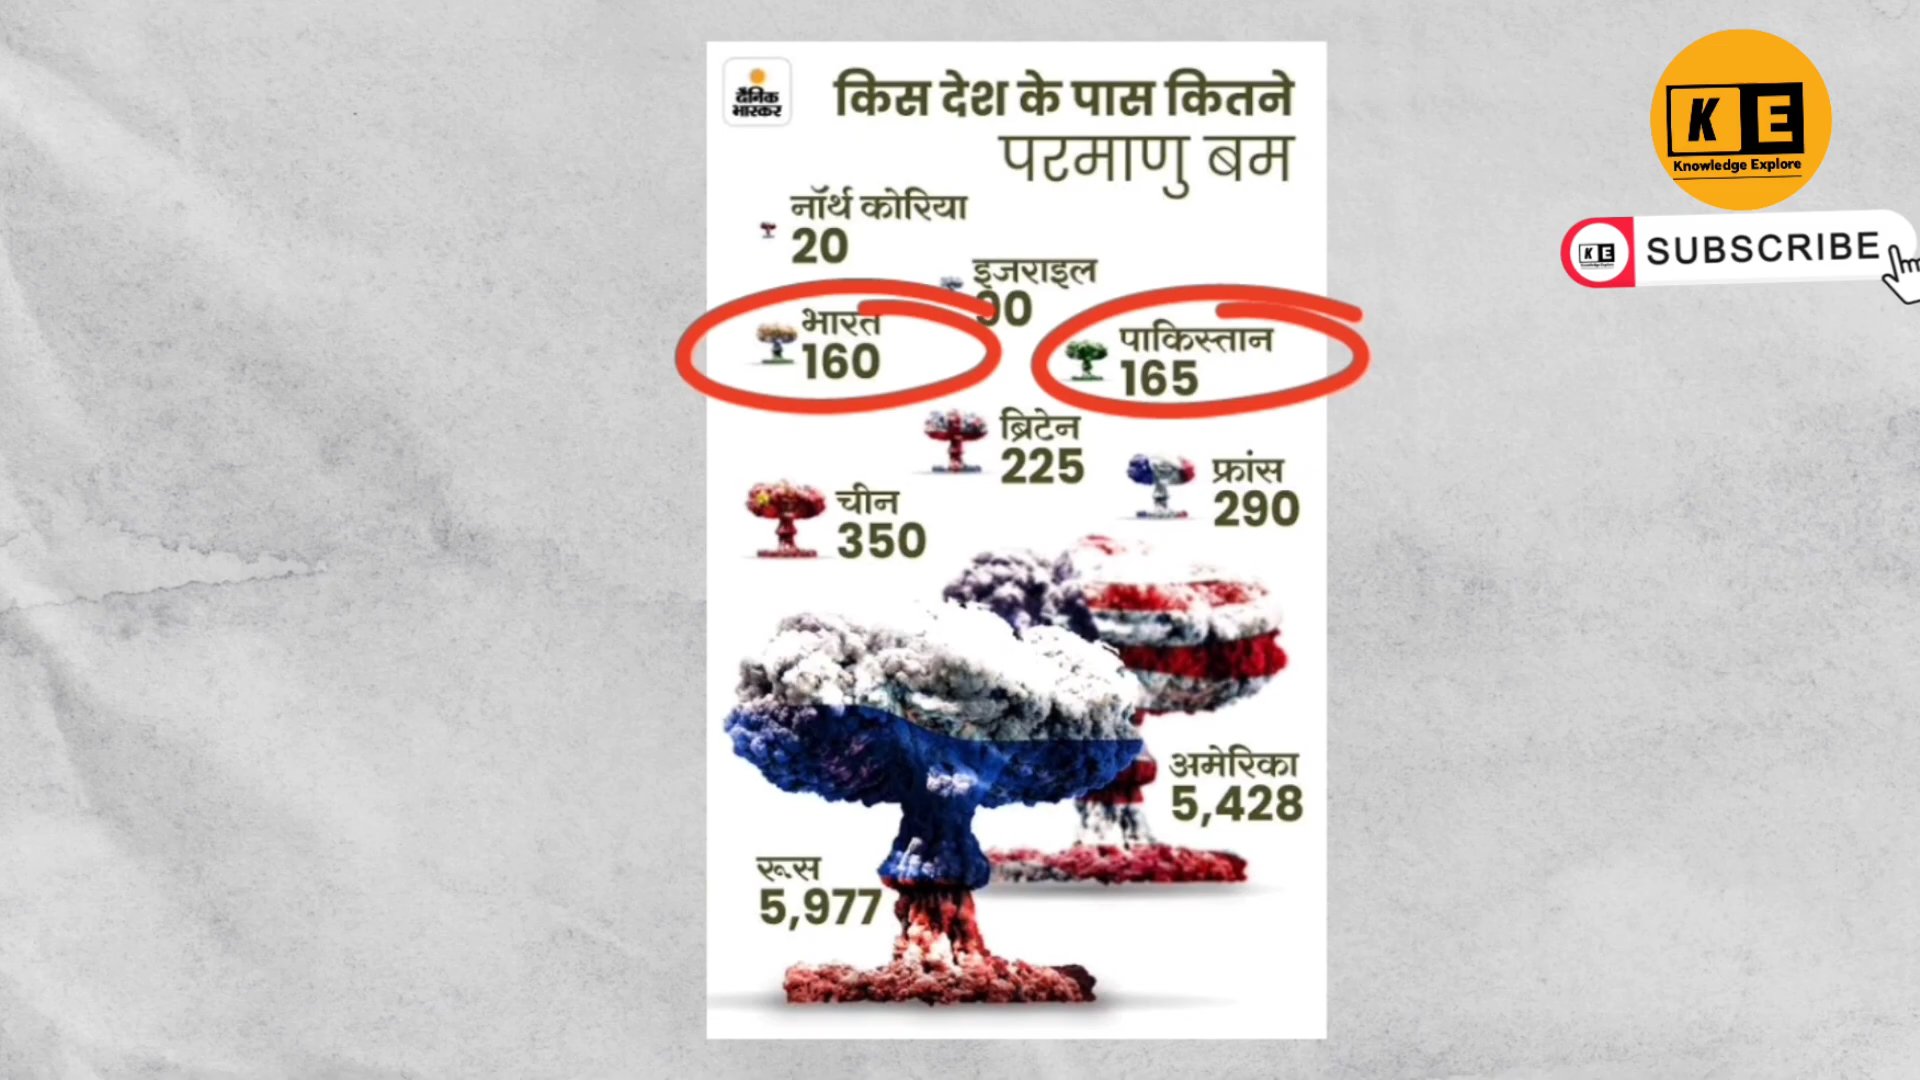 दैनिक
भास्कर
किस देश के पास कितने
परमाणु बम
नॉर्थ कोरिया
20
इजराइल
90
भारत
160
पाकिस्तान
165
ब्रिटेन
225
फ्रांस
290
चीन
350
अमेरिका
5,428
रूस
5,977
K E
Knowledge Explore
K E
SUBSCRIBE